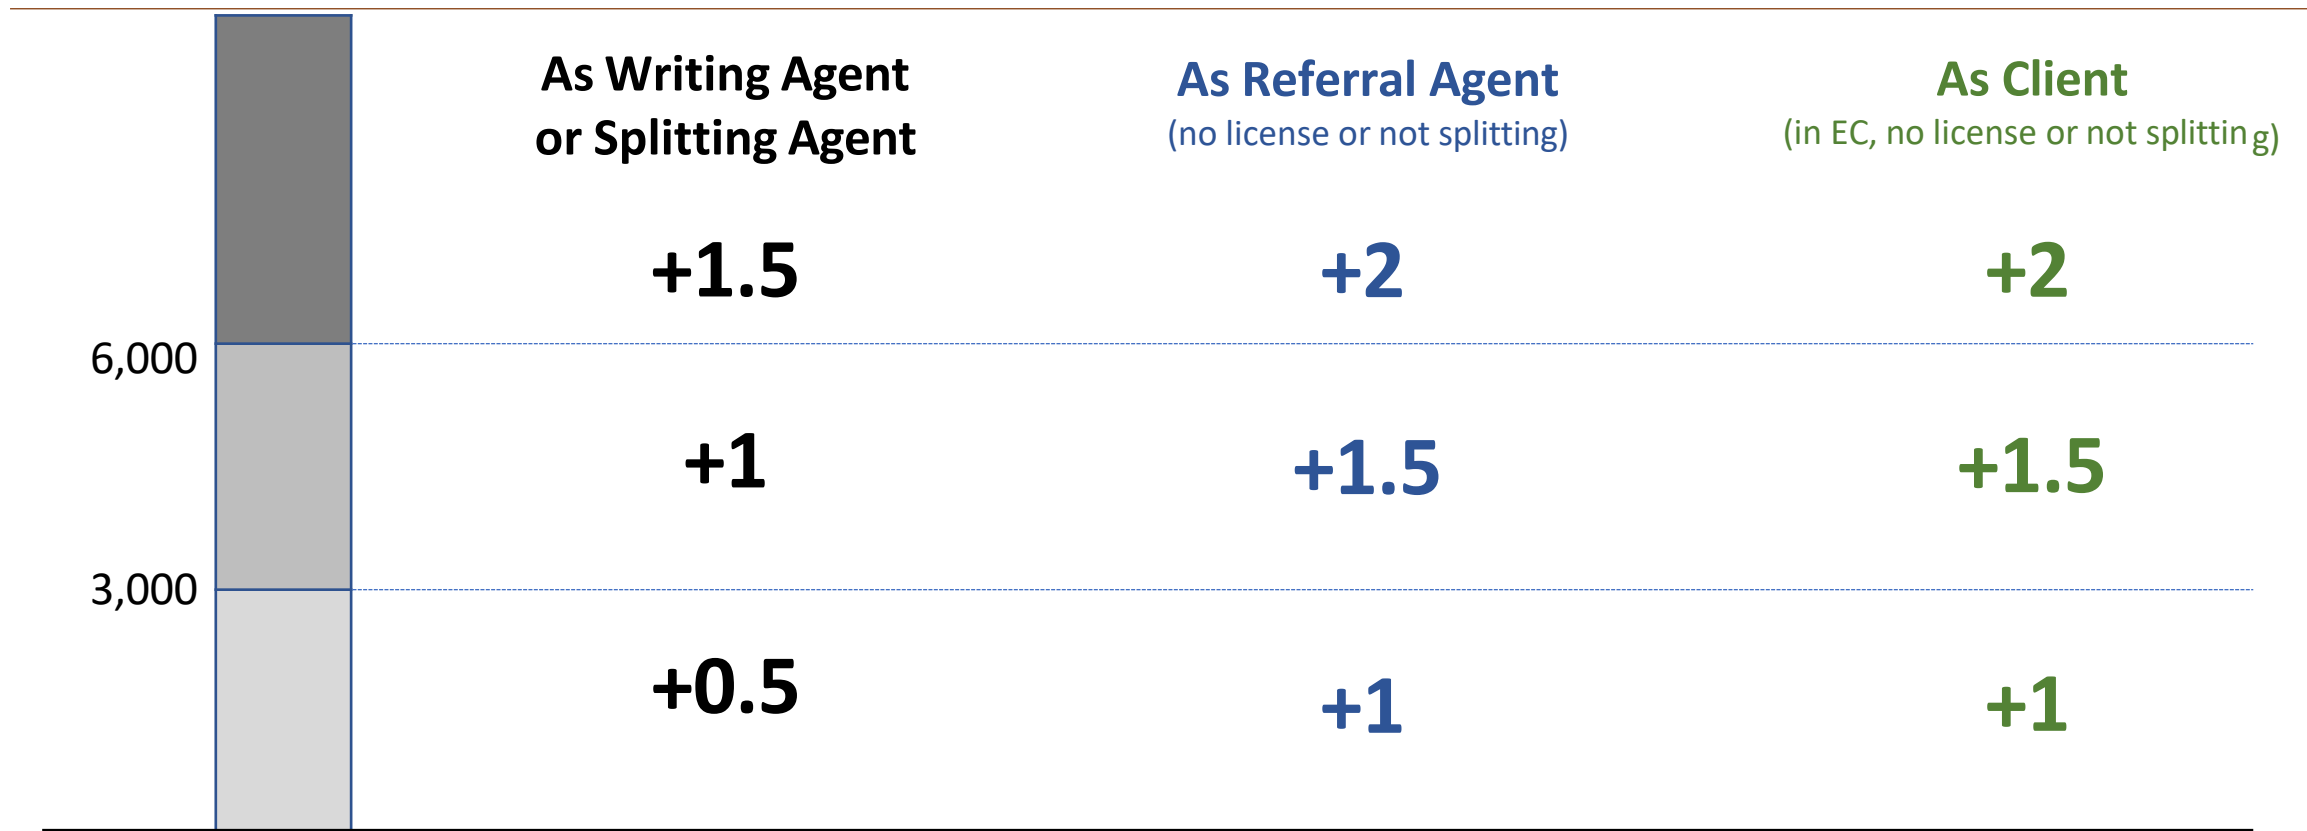 As Writing Agent
or Splitting Agent
As Referral Agent
(no license or not splitting)
As Client
(in EC, no license or not splitting)
+1.5
+2
+2
6,000
+1
+1.5
+1.5
3,000
+0.5
+1
+1